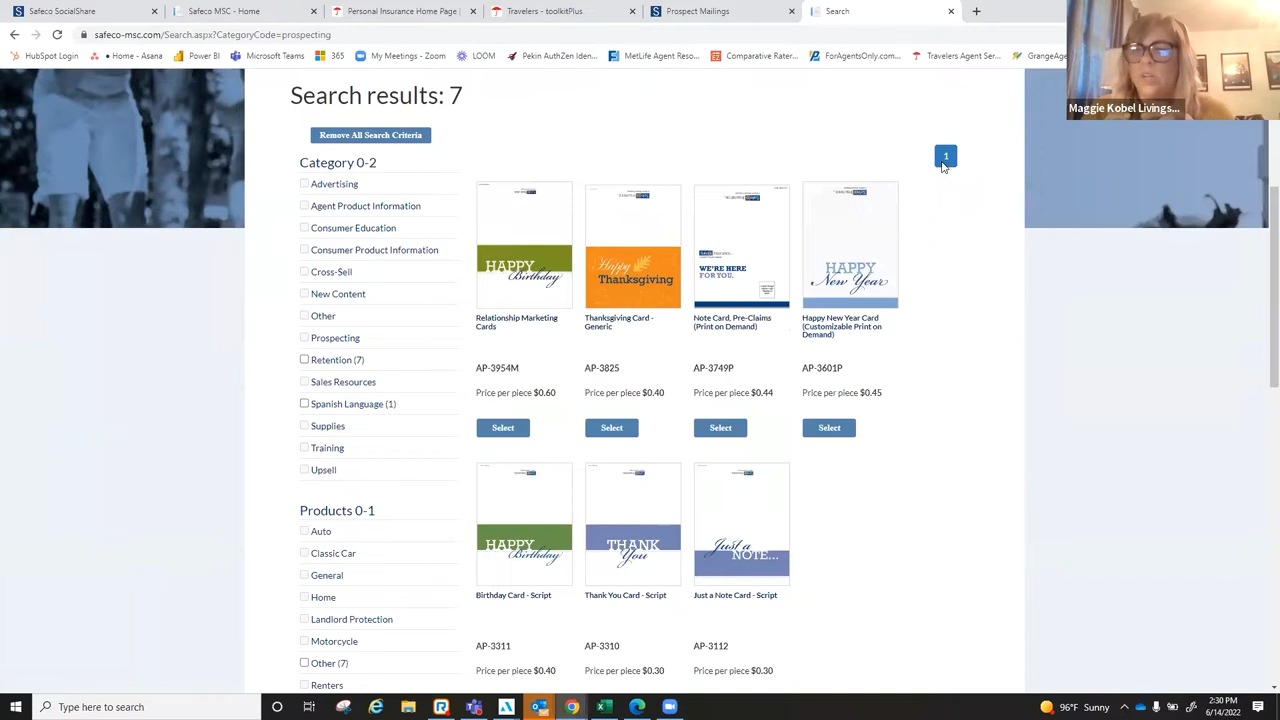 Safeco SocialShare
Safeco MSC - Home
Personal Insurance Home Page |
Travelers - toolkitPlus
Prospect Mailings
Search
safeco-msc.com/Search.aspx?CategoryCode=prospecting
HubSpot Login
• Home - Asana
Power BI
Microsoft Teams
365
My Meetings - Zoom
LOOM
Pekin AuthZen Iden...
MetLife Agent Reso...
Comparative Rater...
ForAgentsOnly.com...
Travelers Agent Ser...
GrangeAge
Maggie Kobel Livings...
Search results: 7
Remove All Search Criteria
1
Category 0-2
Advertising
Agent Product Information
Consumer Education
Consumer Product Information
Cross-Sell
New Content
Other
Prospecting
Retention (7)
Sales Resources
Spanish Language (1)
Supplies
Training
Upsell
Products 0-1
Auto
Classic Car
General
Home
Landlord Protection
Motorcycle
Other (7)
Renters
HAPPY
Birthday
Relationship Marketing
Cards
AP-3954M
Price per piece $0.60
Select
Happy
Thanksgiving
Thanksgiving Card -
Generic
AP-3825
Price per piece $0.40
Select
WE'RE HERE
FOR YOU.
Note Card, Pre-Claims
(Print on Demand)
AP-3749P
Price per piece $0.44
Select
HAPPY
New Year
Happy New Year Card
(Customizable Print on
Demand)
AP-3601P
Price per piece $0.45
Select
HAPPY
Birthday
Birthday Card - Script
AP-3311
Price per piece $0.40
THANK
You
Thank You Card - Script
AP-3310
Price per piece $0.30
Just a
NOTE...
Just a Note Card - Script
AP-3112
Price per piece $0.30
Type here to search
96°F Sunny
2:30 PM
6/14/2022